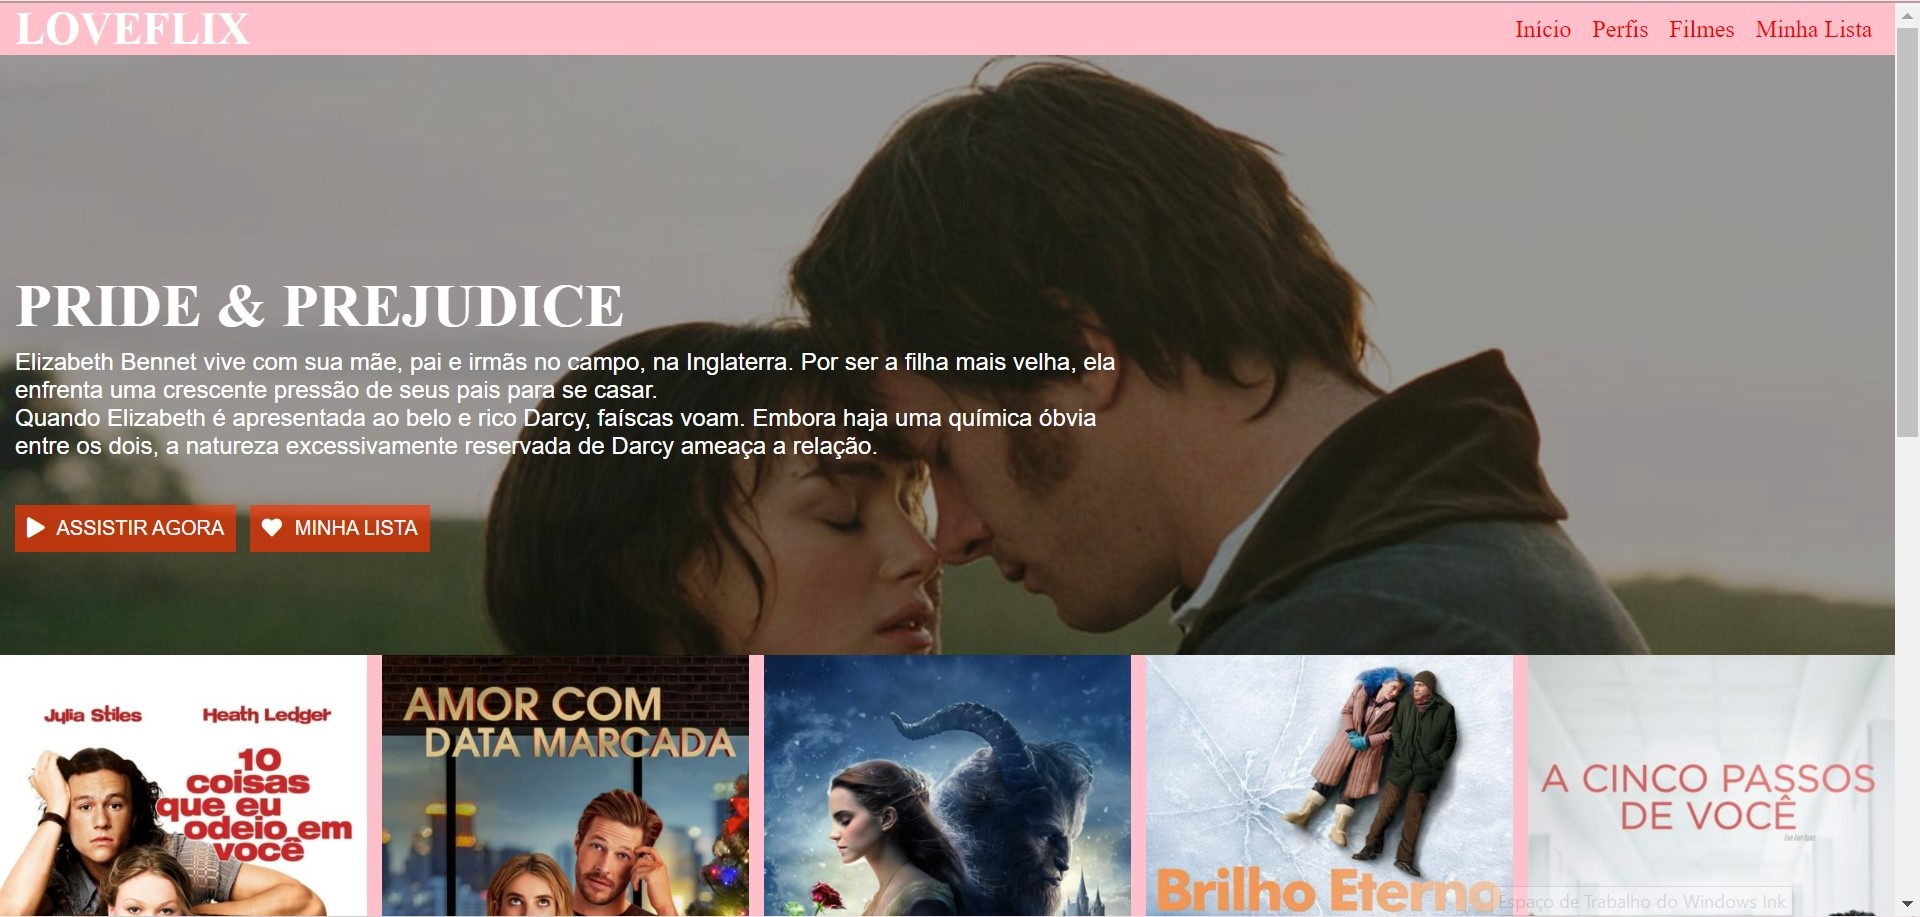 LOVEFLIX
Início Perfis Filmes Minha Lista
PRIDE & PREJUDICE
Elizabeth Bennet vive com sua mãe, pai e irmãs no campo, na Inglaterra. Por ser a filha mais velha, ela
enfrenta uma crescente pressão de seus pais para se casar.
Quando Elizabeth é apresentada ao belo e rico Darcy, faíscas voam. Embora haja uma química óbvia
entre os dois, a natureza excessivamente reservada de Darcy ameaça a relação.
ASSISTIR AGORA MINHA LISTA
Julia Stiles Heath Ledger
10
coisas
que eu
odeio em
você
AMOR COM
DATA MARCADA
Brilho Eterno
A CINCO PASSOS
DE VOCÊ
Espaço de Trabalho do Windows Ink